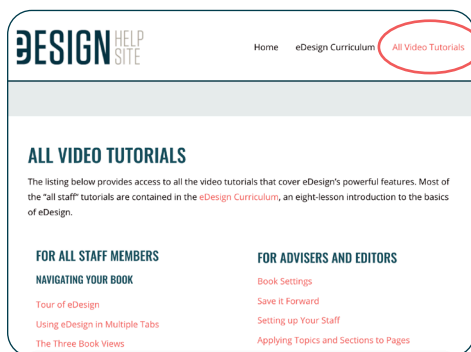 eDESIGN HELP SITE
Home eDesign Curriculum All Video Tutorials
ALL VIDEO TUTORIALS
The listing below provides access to all the video tutorials that cover eDesign's powerful features. Most of
the "all staff" tutorials are contained in the eDesign Curriculum, an eight-lesson introduction to the basics
of eDesign.
FOR ALL STAFF MEMBERS
NAVIGATING YOUR BOOK
Tour of eDesign
Using eDesign in Multiple Tabs
The Three Book Views
FOR ADVISERS AND EDITORS
Book Settings
Save it Forward
Setting up Your Staff
Applying Topics and Sections to Pages